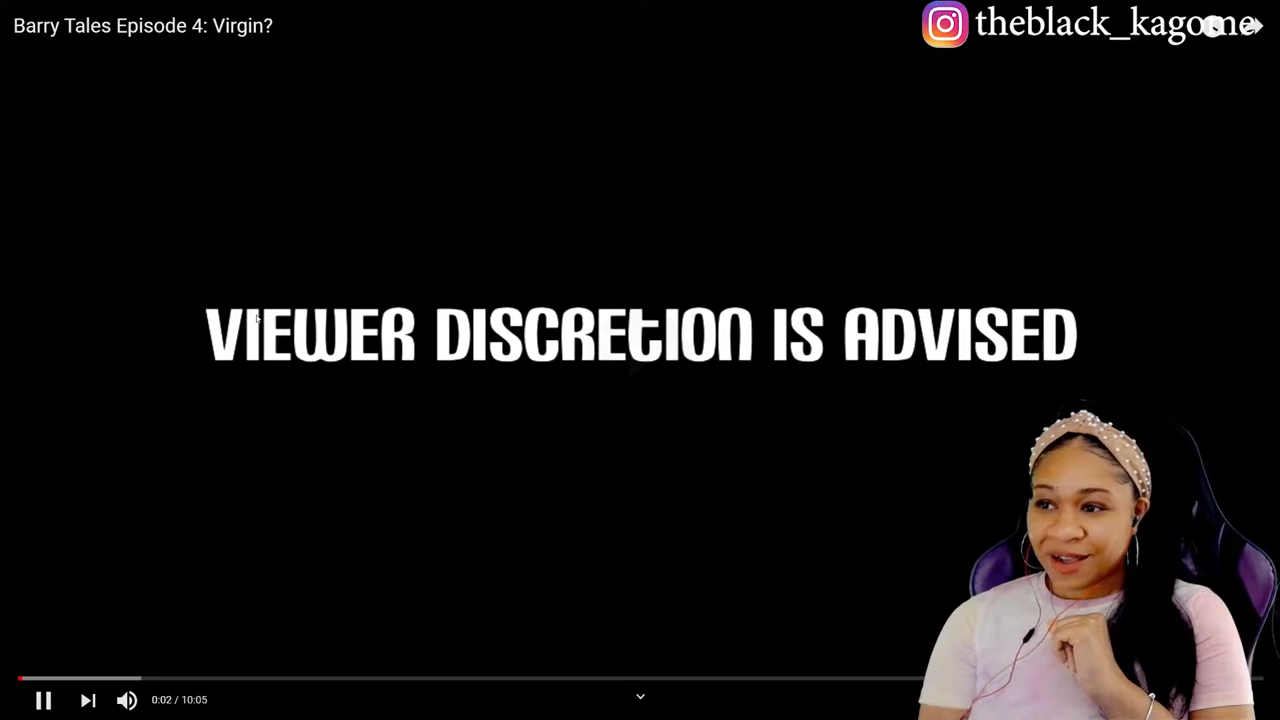 Barry Tales Episode 4: Virgin?
theblack_kagome
VIEWER DISCRETION IS ADVISED
0:02 / 10:05